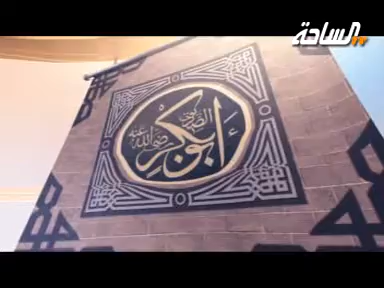 الساحة
أبو بكر
الصديق
رضي الله
عنه